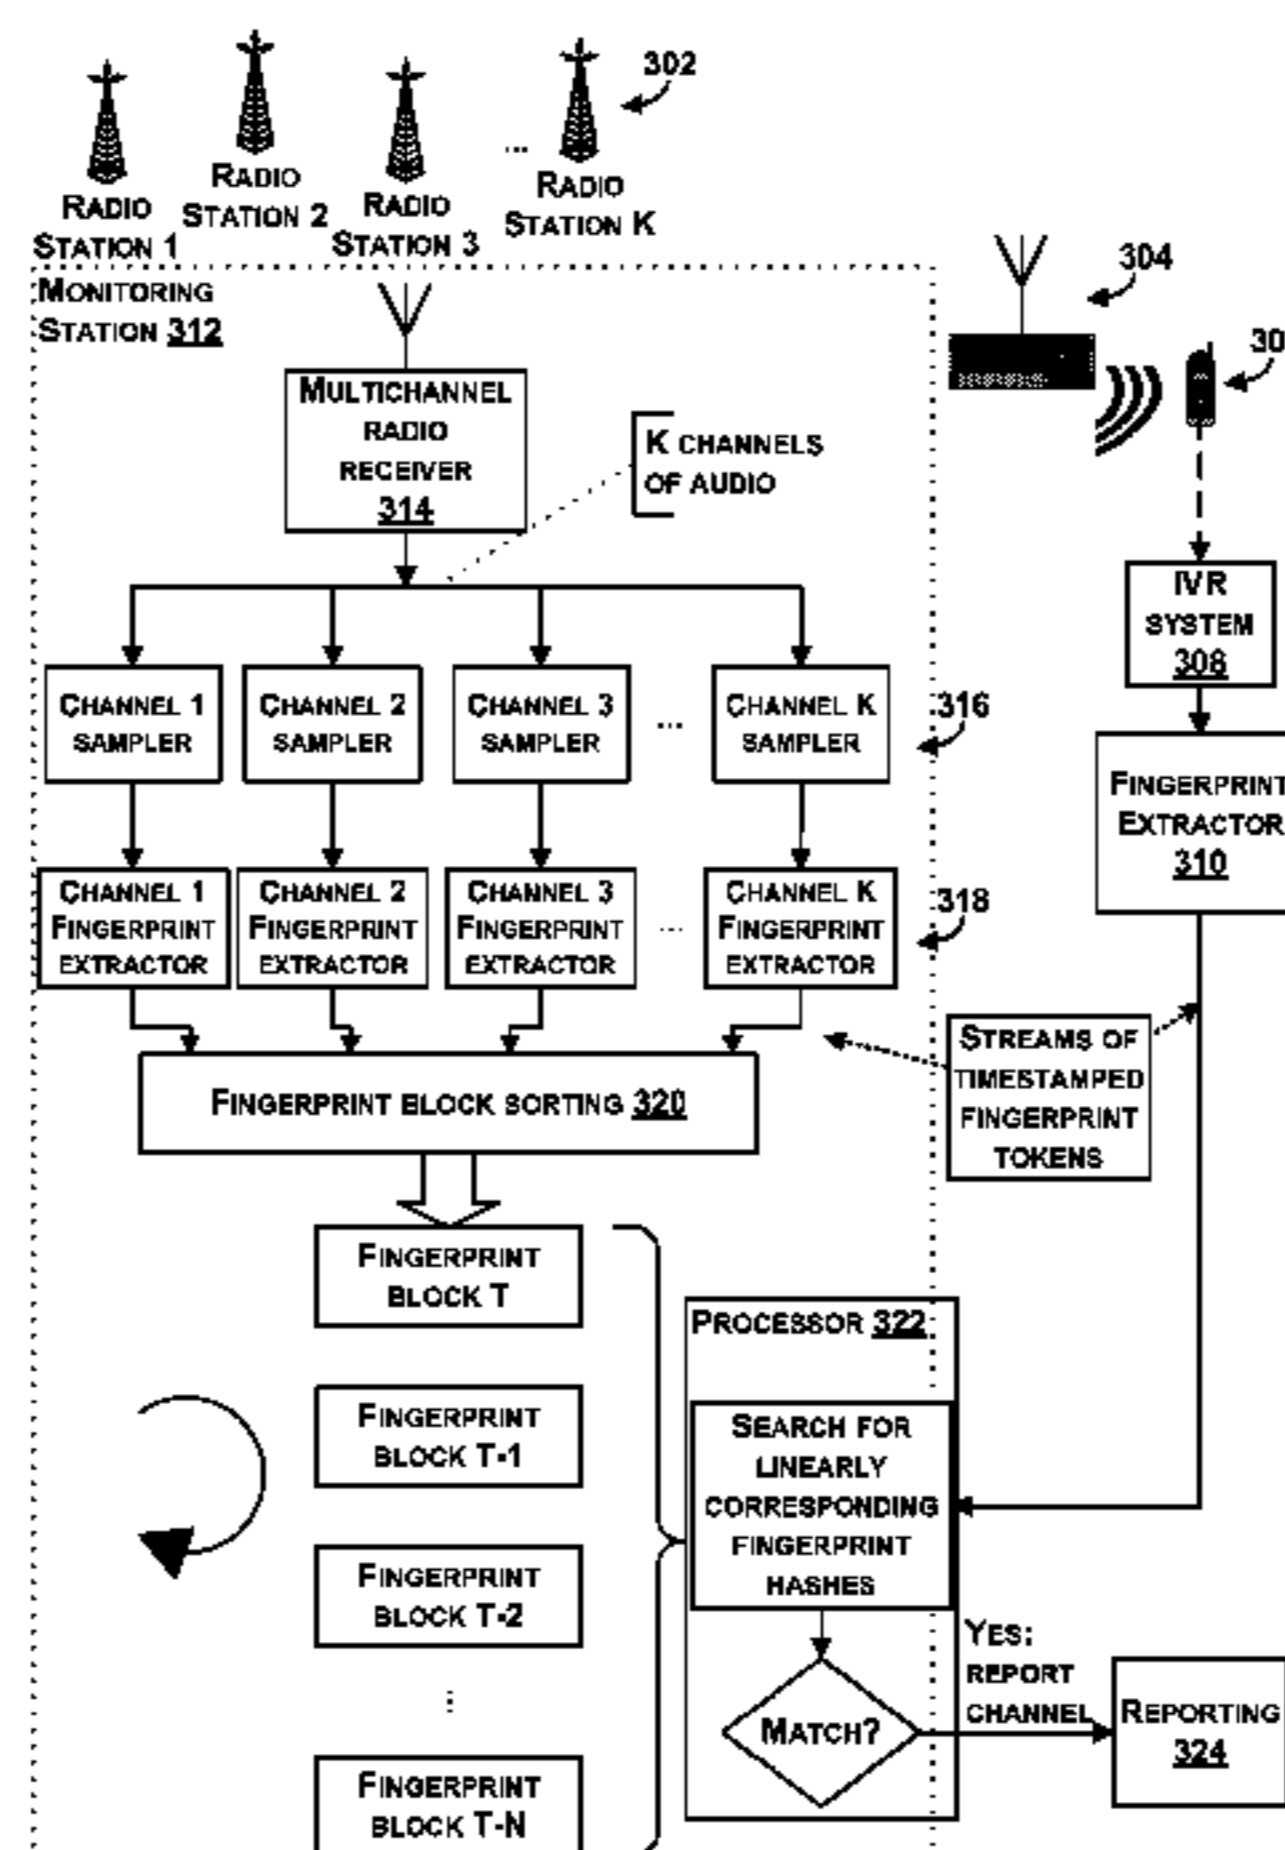 302
RADIO
STATION 1
RADIO
STATION 2
RADIO
STATION 3
...
RADIO
STATION K
304
30
MONITORING
STATION 312
MULTICHANNEL
RADIO
RECEIVER
314
K CHANNELS
OF AUDIO
IVR
SYSTEM
308
CHANNEL 1
SAMPLER
CHANNEL 2
SAMPLER
CHANNEL 3
SAMPLER
...
CHANNEL K
SAMPLER
316
FINGERPRINT
EXTRACTOR
310
CHANNEL 1
FINGERPRINT
EXTRACTOR
CHANNEL 2
FINGERPRINT
EXTRACTOR
CHANNEL 3
FINGERPRINT
EXTRACTOR
...
CHANNEL K
FINGERPRINT
EXTRACTOR
318
STREAMS OF
TIMESTAMPED
FINGERPRINT
TOKENS
FINGERPRINT BLOCK SORTING 320
FINGERPRINT
BLOCK T
FINGERPRINT
BLOCK T-1
FINGERPRINT
BLOCK T-2
...
FINGERPRINT
BLOCK T-N
PROCESSOR 322
SEARCH FOR
LINEARLY
CORRESPONDING
FINGERPRINT
HASHES
MATCH?
YES:
REPORT
CHANNEL
REPORTING
324